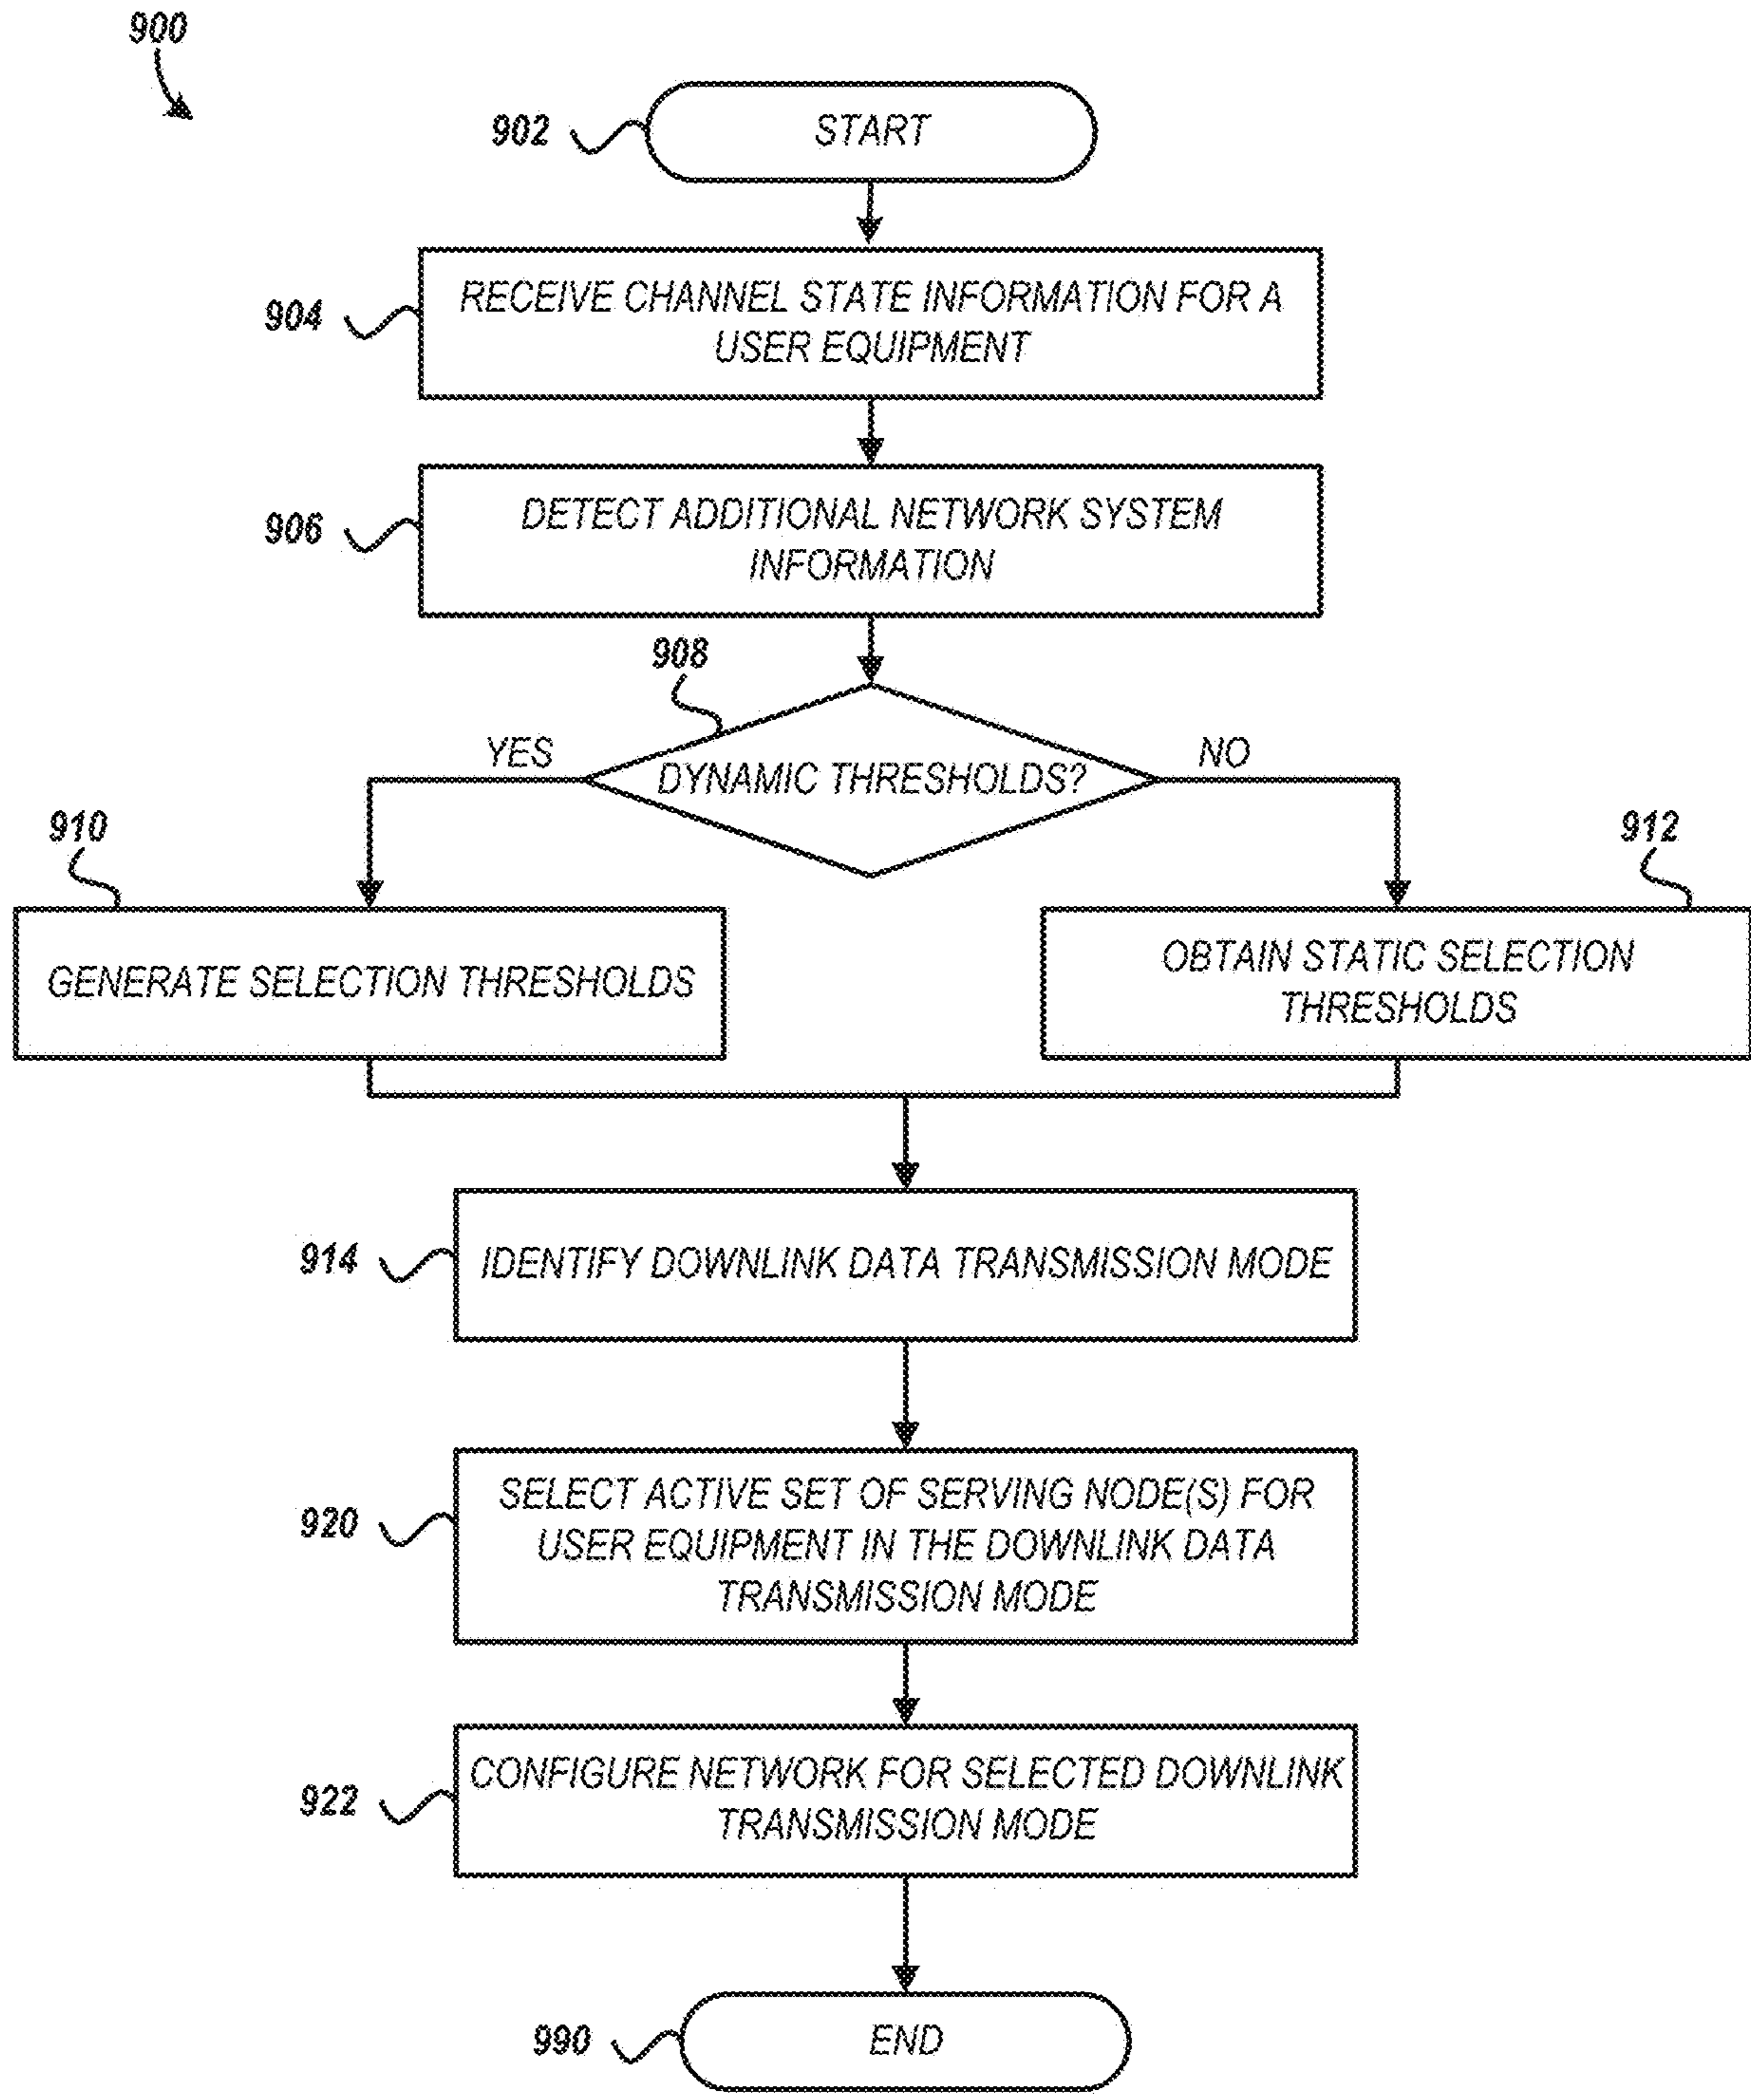 900
902
START
904
RECEIVE CHANNEL STATE INFORMATION FOR A
USER EQUIPMENT
906
DETECT ADDITIONAL NETWORK SYSTEM
INFORMATION
908
YES
DYNAMIC THRESHOLDS?
NO
910
912
GENERATE SELECTION THRESHOLDS
OBTAIN STATIC SELECTION
THRESHOLDS
914
IDENTIFY DOWNLINK DATA TRANSMISSION MODE
920
SELECT ACTIVE SET OF SERVING NODE(S) FOR
USER EQUIPMENT IN THE DOWNLINK DATA
TRANSMISSION MODE
922
CONFIGURE NETWORK FOR SELECTED DOWNLINK
TRANSMISSION MODE
990
END